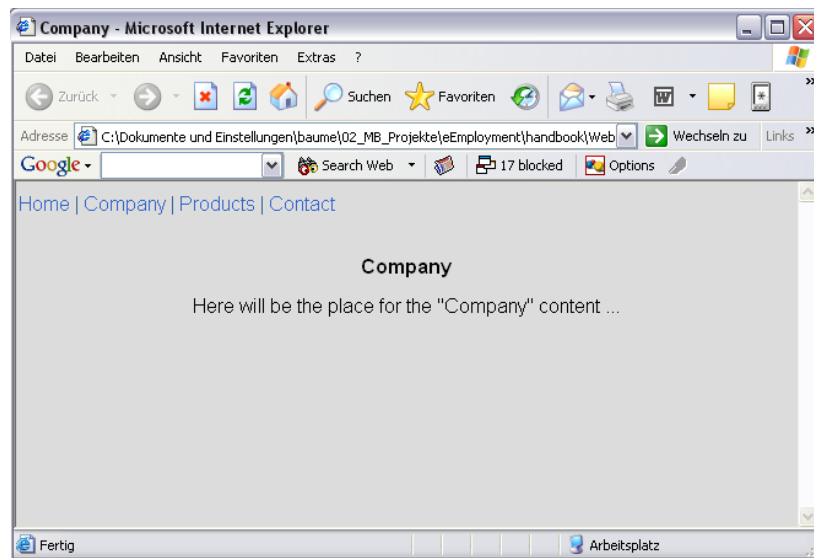 Company - Microsoft Internet Explorer
Datei Bearbeiten Ansicht Favoriten Extras ?
Zurück Suchen Favoriten
Adresse C:\Dokumente und Einstellungen\baume\02_MB_Projekte\eEmployment\handbook\Web Wechseln zu Links »
Google Search Web 17 blocked Options
Home | Company | Products | Contact
Company
Here will be the place for the "Company" content ...
Fertig Arbeitsplatz